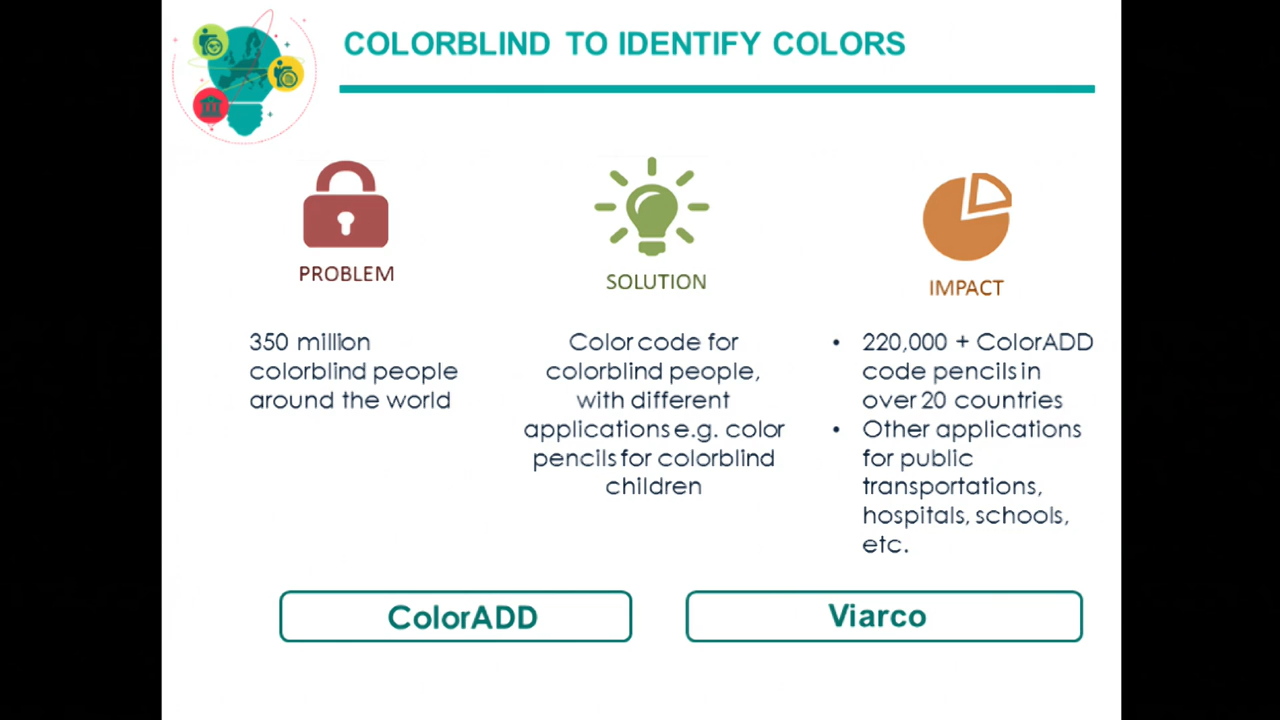 COLORBLIND TO IDENTIFY COLORS
PROBLEM
350 million
colorblind people
around the world
SOLUTION
Color code for
colorblind people,
with different
applications e.g. color
pencils for colorblind
children
IMPACT
• 220,000 + ColorADD
code pencils in
over 20 countries
• Other applications
for public
transportations,
hospitals, schools,
etc.
ColorADD
Viarco